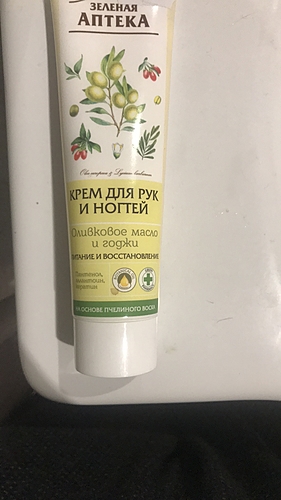 ЗЕЛЕНАЯ
АПТЕКА
КРЕМ ДЛЯ РУК
И НОГТЕЙ
Оливковое масло
и годжи
ПИТАНИЕ И ВОССТАНОВЛЕНИЕ
НА ОСНОВЕ ПЧЕЛИНОГО ВОСКА